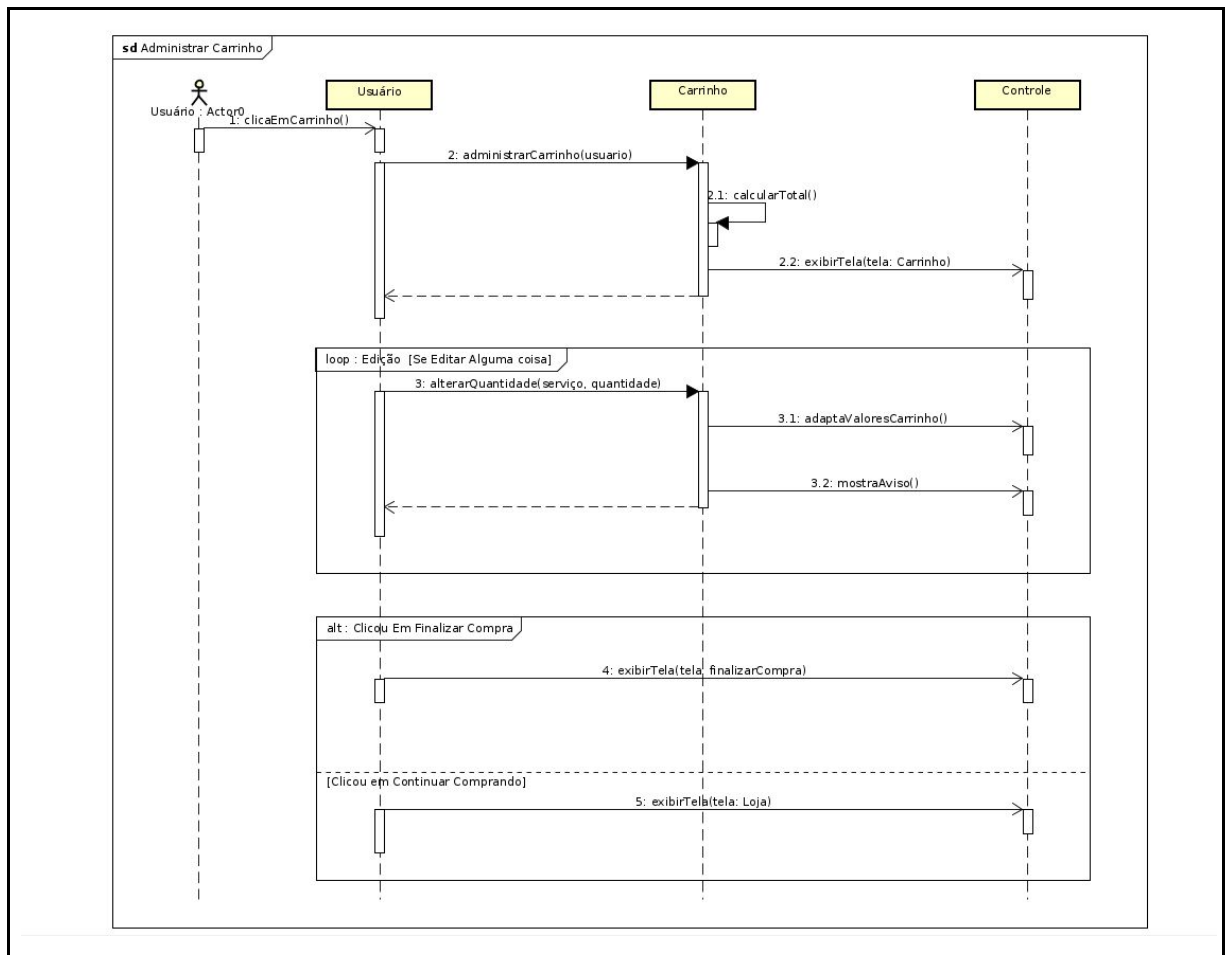 sd Administrar Carrinho
Usuário : Actor0
Usuário
Carrinho
Controle
1: clicaEmCarrinho()
2: administrarCarrinho(usuario)
2.1: calcularTotal()
2.2: exibirTela(tela: Carrinho)
loop : Edição [Se Editar Alguma coisa]
3: alterarQuantidade(serviço, quantidade)
3.1: adaptaValoresCarrinho()
3.2: mostraAviso()
alt : Clicou Em Finalizar Compra
4: exibirTela(tela: finalizarCompra)
[Clicou em Continuar Comprando]
5: exibirTela(tela: Loja)